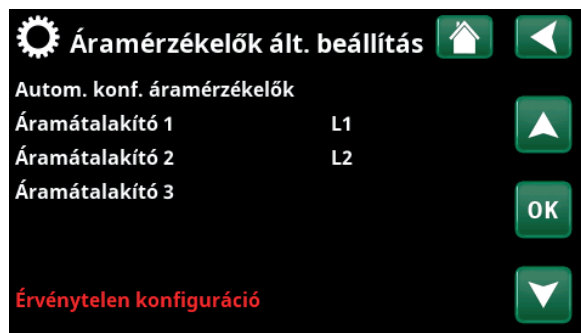 Áramérzékelők ált. beállítás
Autom. konf. áramérzékelők
Áramátalakító 1 L1
Áramátalakító 2 L2
Áramátalakító 3
OK
Érvénytelen konfiguráció